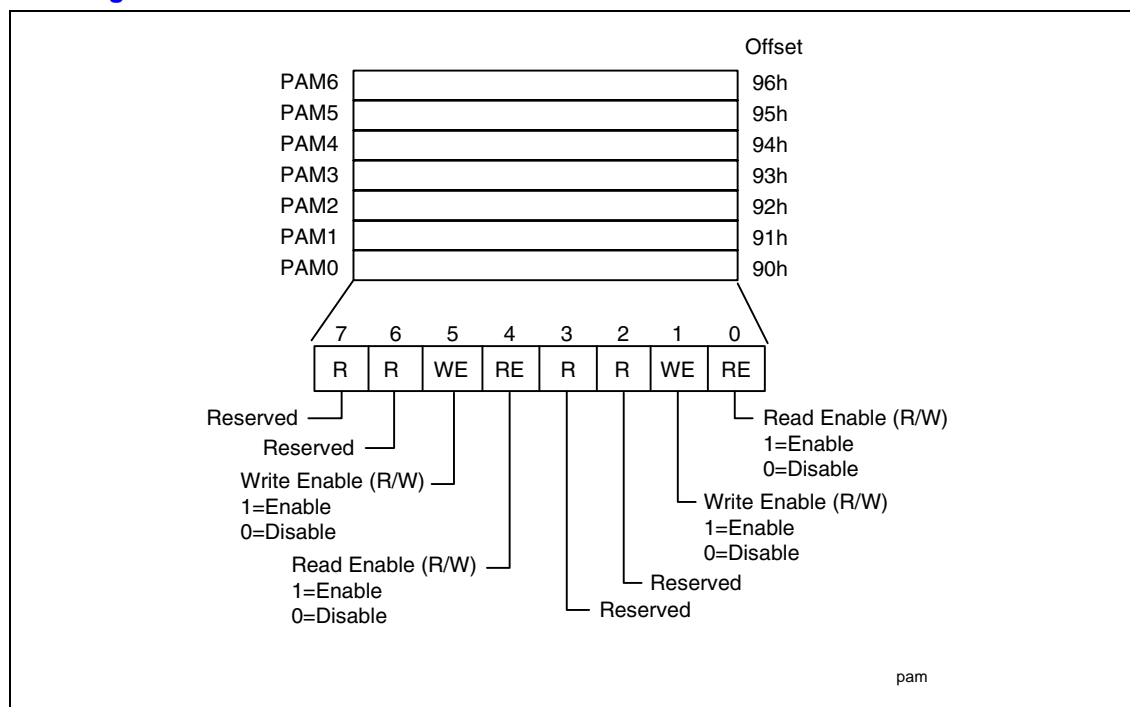 Offset
PAM6 96h
PAM5 95h
PAM4 94h
PAM3 93h
PAM2 92h
PAM1 91h
PAM0 90h
7 6 5 4 3 2 1 0
R R WE RE R R WE RE
Reserved
Reserved
Write Enable (R/W)
1=Enable
0=Disable
Read Enable (R/W)
1=Enable
0=Disable
Read Enable (R/W)
1=Enable
0=Disable
Write Enable (R/W)
1=Enable
0=Disable
Reserved
Reserved
pam